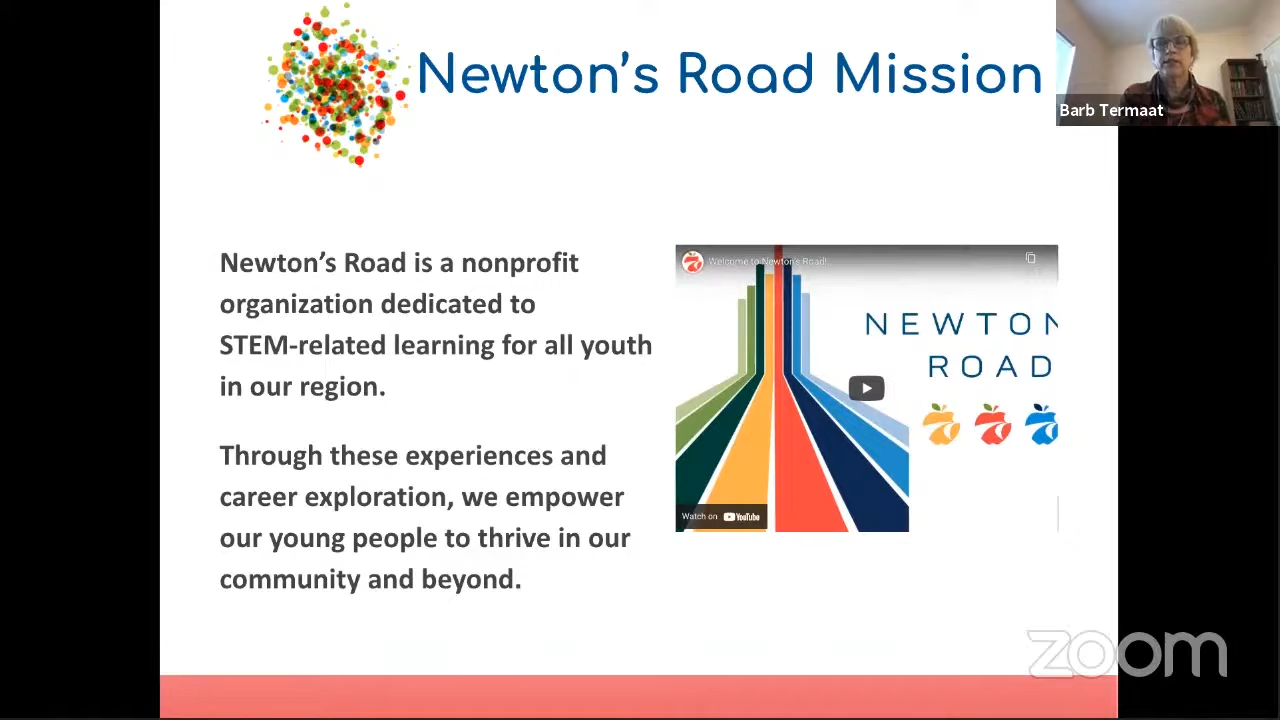 Newton's Road Mission
Barb Termaat
Newton's Road is a nonprofit
organization dedicated to
STEM-related learning for all youth
in our region.
Through these experiences and
career exploration, we empower
our young people to thrive in our
community and beyond.
Welcome to Newton's Road!
NEWTON
ROAD
Watch on YouTube
zoom